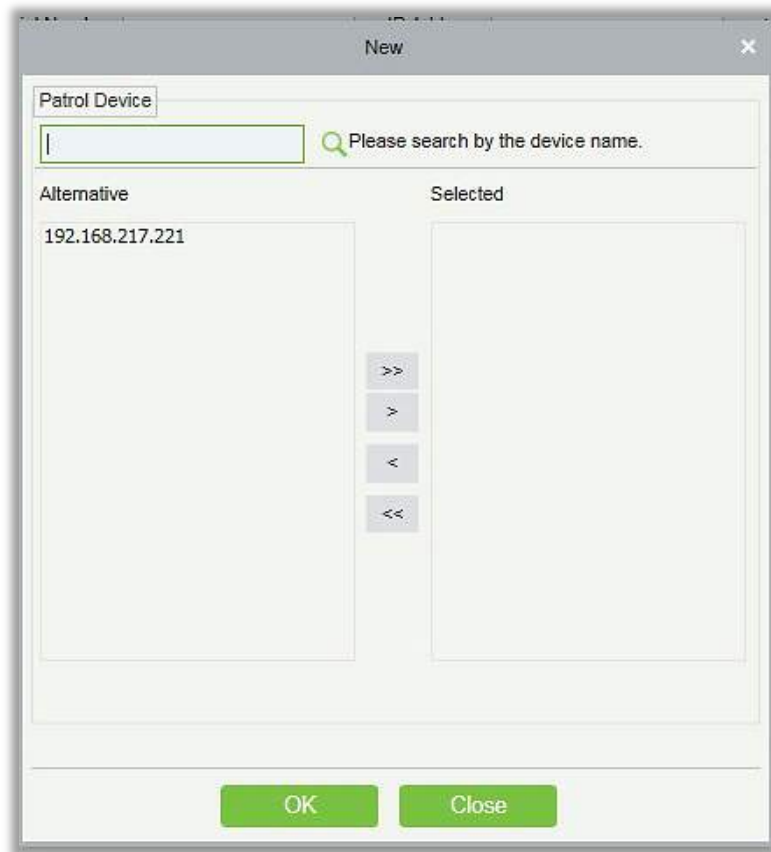 New ×
Patrol Device
Please search by the device name.
Alternative Selected
192.168.217.221
>>
>
<
<<
OK Close